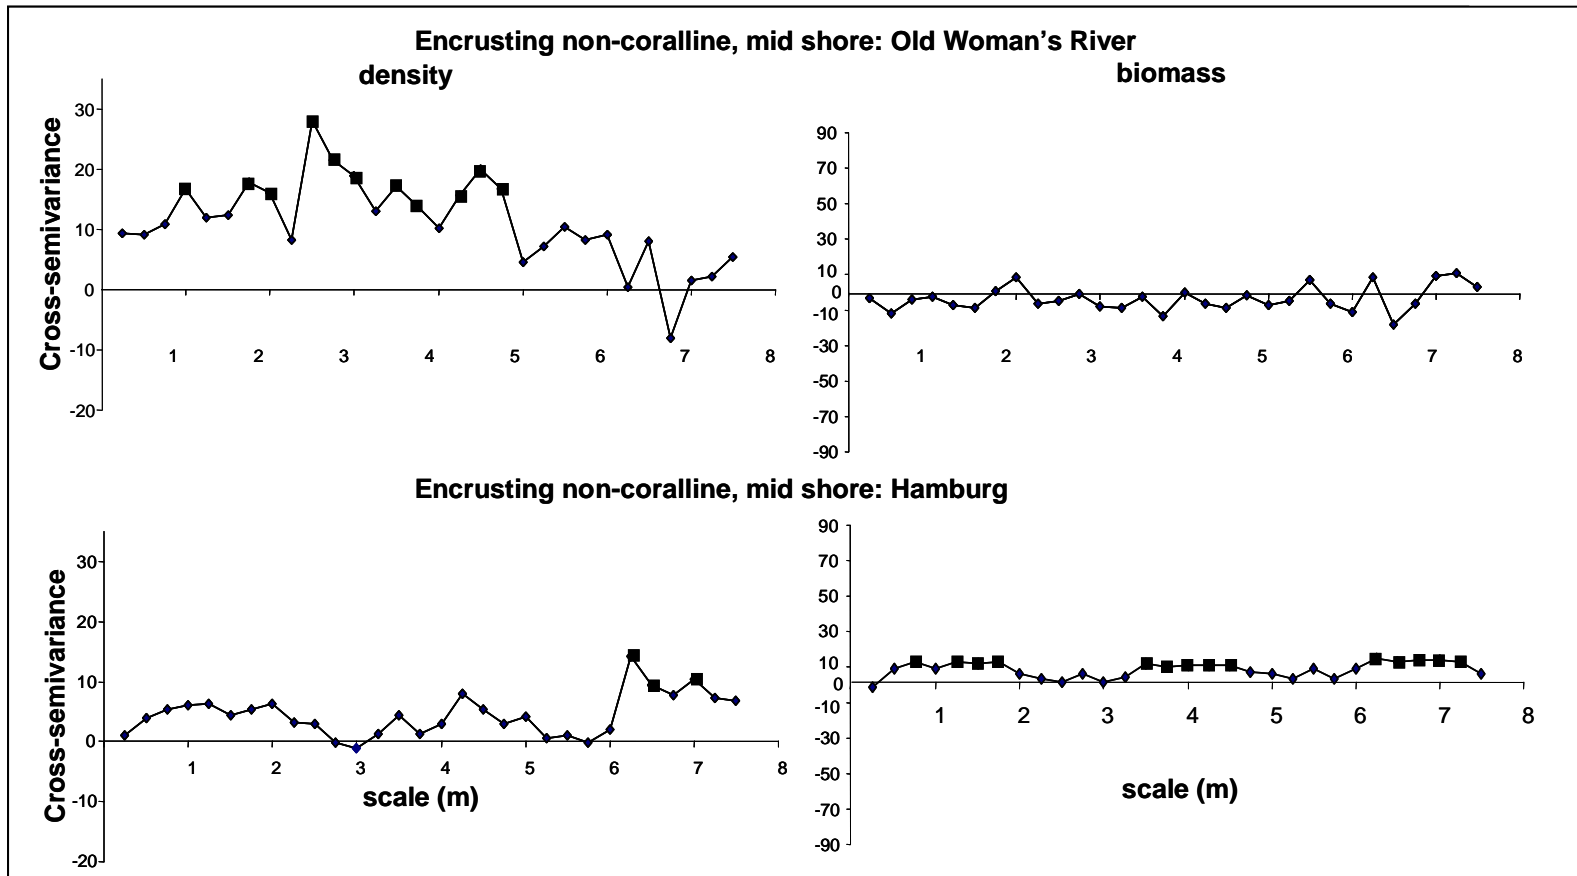 Encrusting non-coralline, mid shore: Old Woman's River
density
biomass
Cross-semivariance
30
20
10
0
-10
-20
1 2 3 4 5 6 7 8
90
70
50
30
10
0
-10
-30
-50
-70
-90
1 2 3 4 5 6 7 8
Encrusting non-coralline, mid shore: Hamburg
Cross-semivariance
30
20
10
0
-10
-20
1 2 3 4 5 6 7 8
scale (m)
90
70
50
30
10
0
-10
-30
-50
-70
-90
1 2 3 4 5 6 7 8
scale (m)